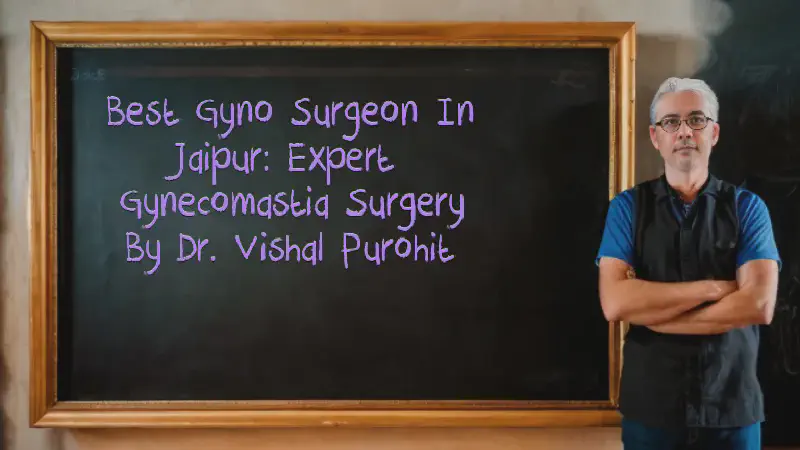 Best Gyno Surgeon In
Jaipur: Expert
Gynecomastia Surgery
By Dr. Vishal Purohit